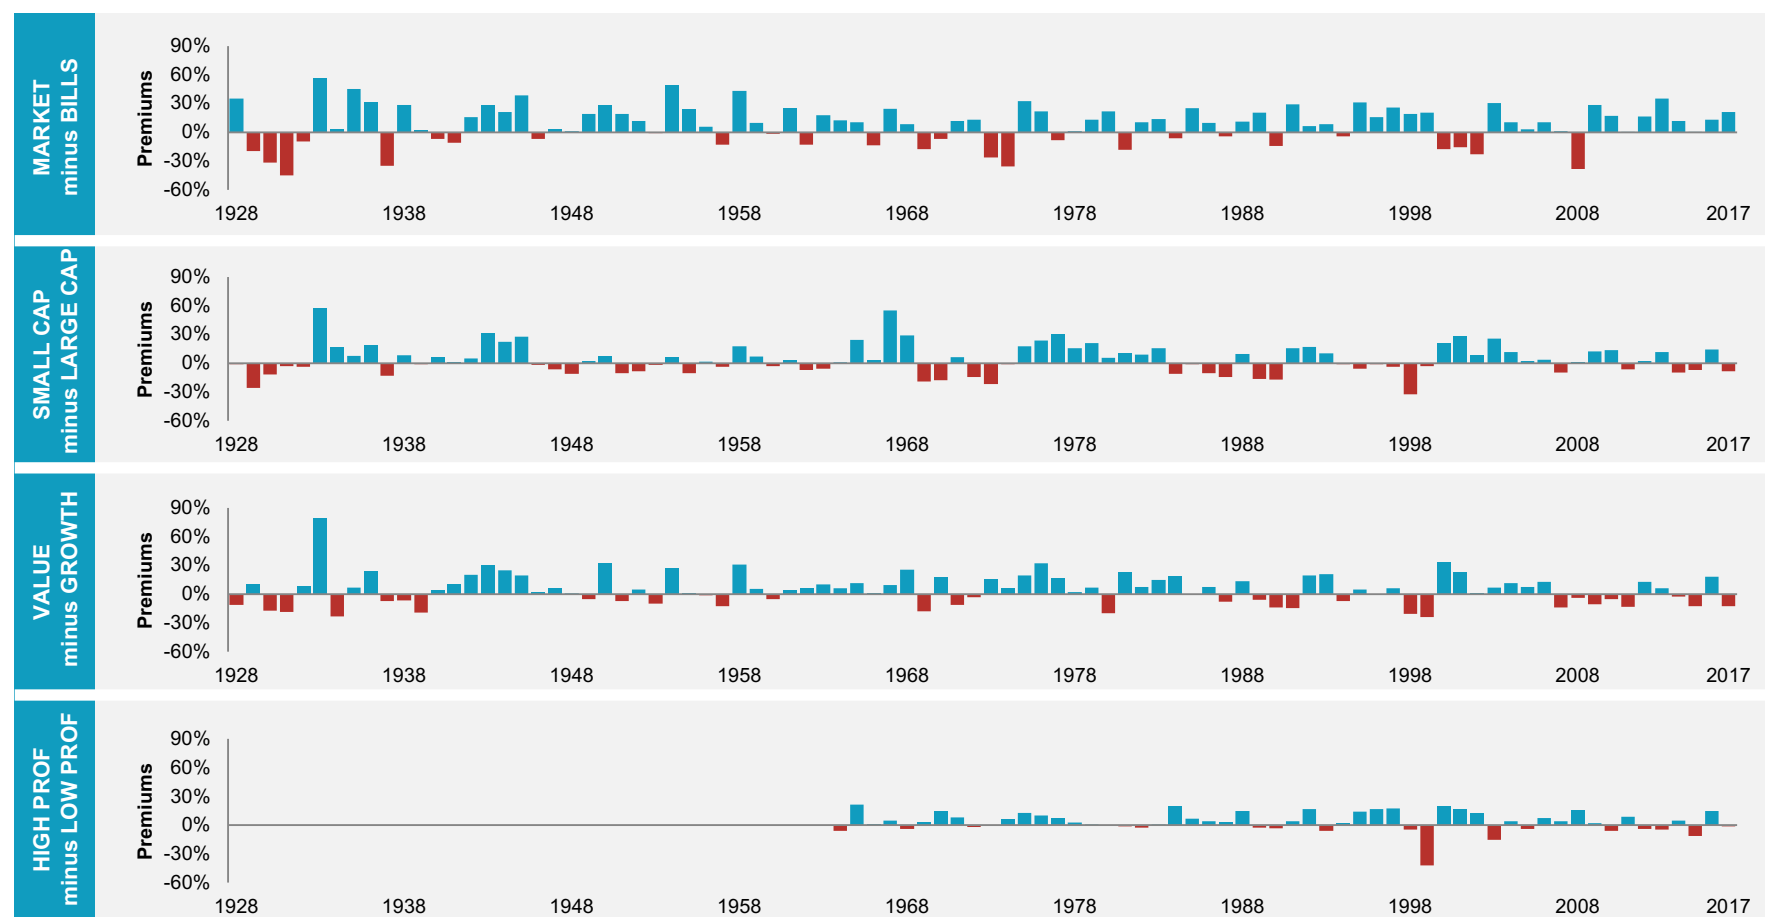 MARKET
minus BILLS
Premiums
90%
60%
30%
0%
-30%
-60%
1928 1938 1948 1958 1968 1978 1988 1998 2008 2017
SMALL CAP
minus LARGE CAP
Premiums
90%
60%
30%
0%
-30%
-60%
1928 1938 1948 1958 1968 1978 1988 1998 2008 2017
VALUE
minus GROWTH
Premiums
90%
60%
30%
0%
-30%
-60%
1928 1938 1948 1958 1968 1978 1988 1998 2008 2017
HIGH PROF
minus LOW PROF
Premiums
90%
60%
30%
0%
-30%
-60%
1928 1938 1948 1958 1968 1978 1988 1998 2008 2017